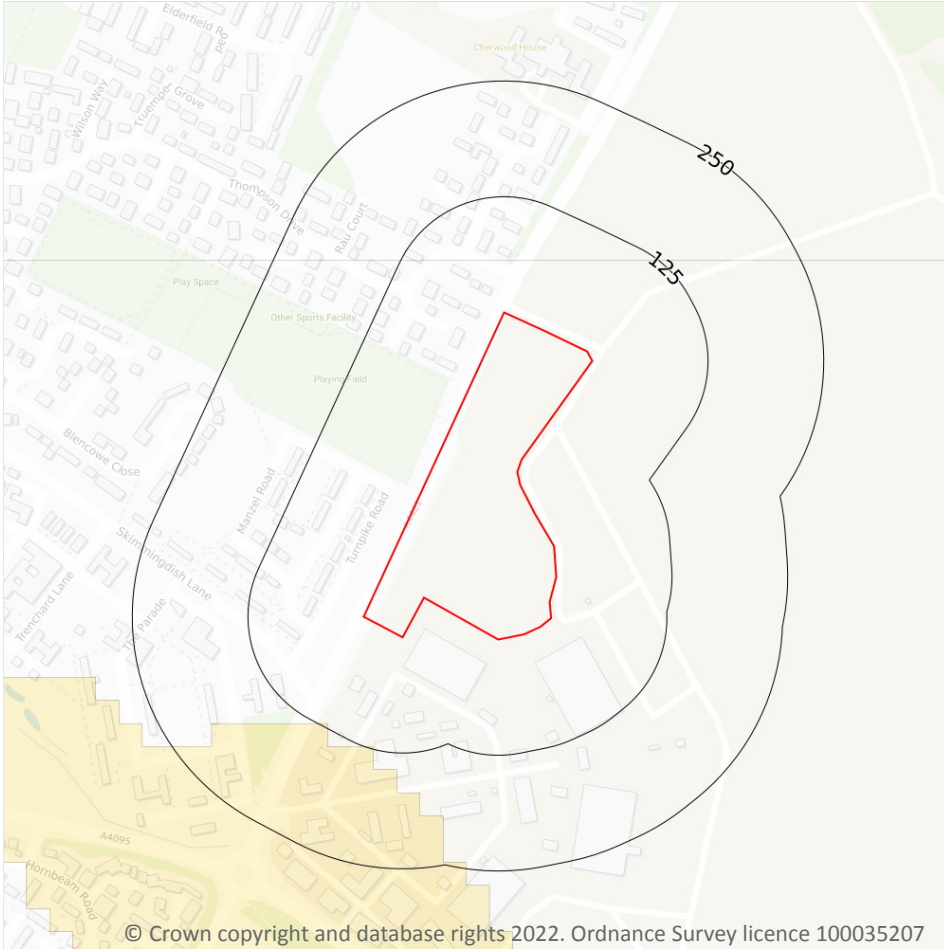 Elderfield Road
Cherwood House
Wilson Way
Truemper Grove
250
Thompson Drive
Rau Court
125
Play Space
Other Sports Facility
Playing Field
Blencowe Close
Manzel Road
Turnpike Road
Skimmingdish Lane
Trenchard Lane
The Parade
A4095
Hornbeam Road
© Crown copyright and database rights 2022. Ordnance Survey licence 100035207